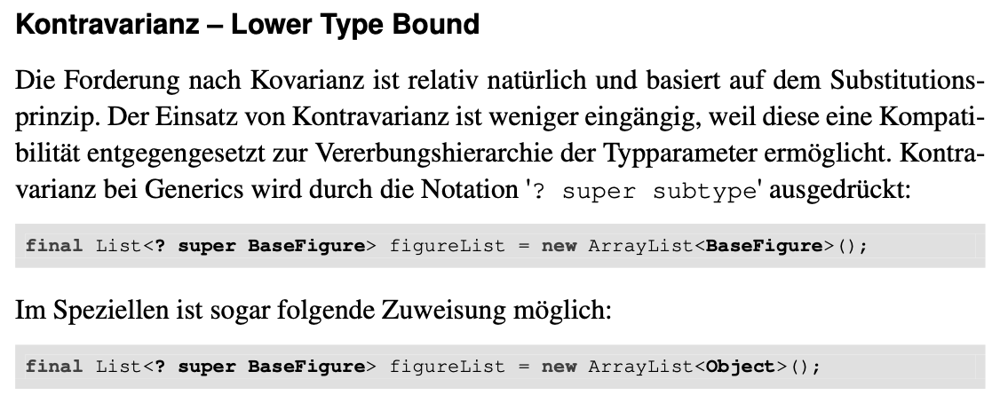 Kontravarianz – Lower Type Bound
Die Forderung nach Kovarianz ist relativ natürlich und basiert auf dem Substitutions-
prinzip. Der Einsatz von Kontravarianz ist weniger eingängig, weil diese eine Kompati-
bilität entgegengesetzt zur Vererbungshierarchie der Typparameter ermöglicht. Kontra-
varianz bei Generics wird durch die Notation '? super subtype' ausgedrückt:
final List<? super BaseFigure> figureList = new ArrayList<BaseFigure>();
Im Speziellen ist sogar folgende Zuweisung möglich:
final List<? super BaseFigure> figureList = new ArrayList<Object>();